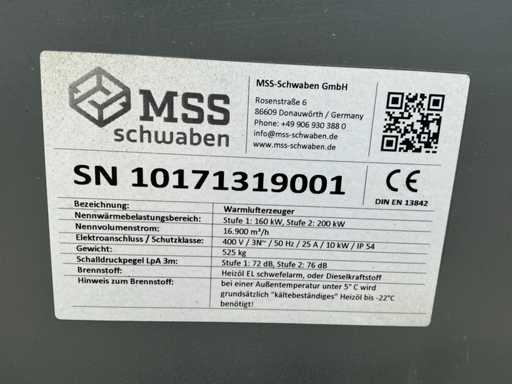 MSS
schwaben
MSS-Schwaben GmbH
Rosenstraße 6
86609 Donauwörth / Germany
Phone: +49 906 930 388 0
info@mss-schwaben.de
www.mss-schwaben.de
SN 10171319001
CE
DIN EN 13842
Bezeichnung: Warmlufterzeuger
Nennwärmebelastungsbereich: Stufe 1: 160 kW, Stufe 2: 200 kW
Nennvolumenstrom: 16.900 m³/h
Elektroanschluss / Schutzklasse: 400 V / 3N~ / 50 Hz / 25 A / 10 kW / IP 54
Gewicht: 525 kg
Schalldruckpegel LpA 3m: Stufe 1: 72 dB, Stufe 2: 76 dB
Brennstoff: Heizöl EL schwefelarm, oder Dieselkraftstoff
Hinweis zum Brennstoff: bei einer Außentemperatur unter 5° C wird
grundsätzlich "kältebeständiges" Heizöl bis -22°C
benötigt!